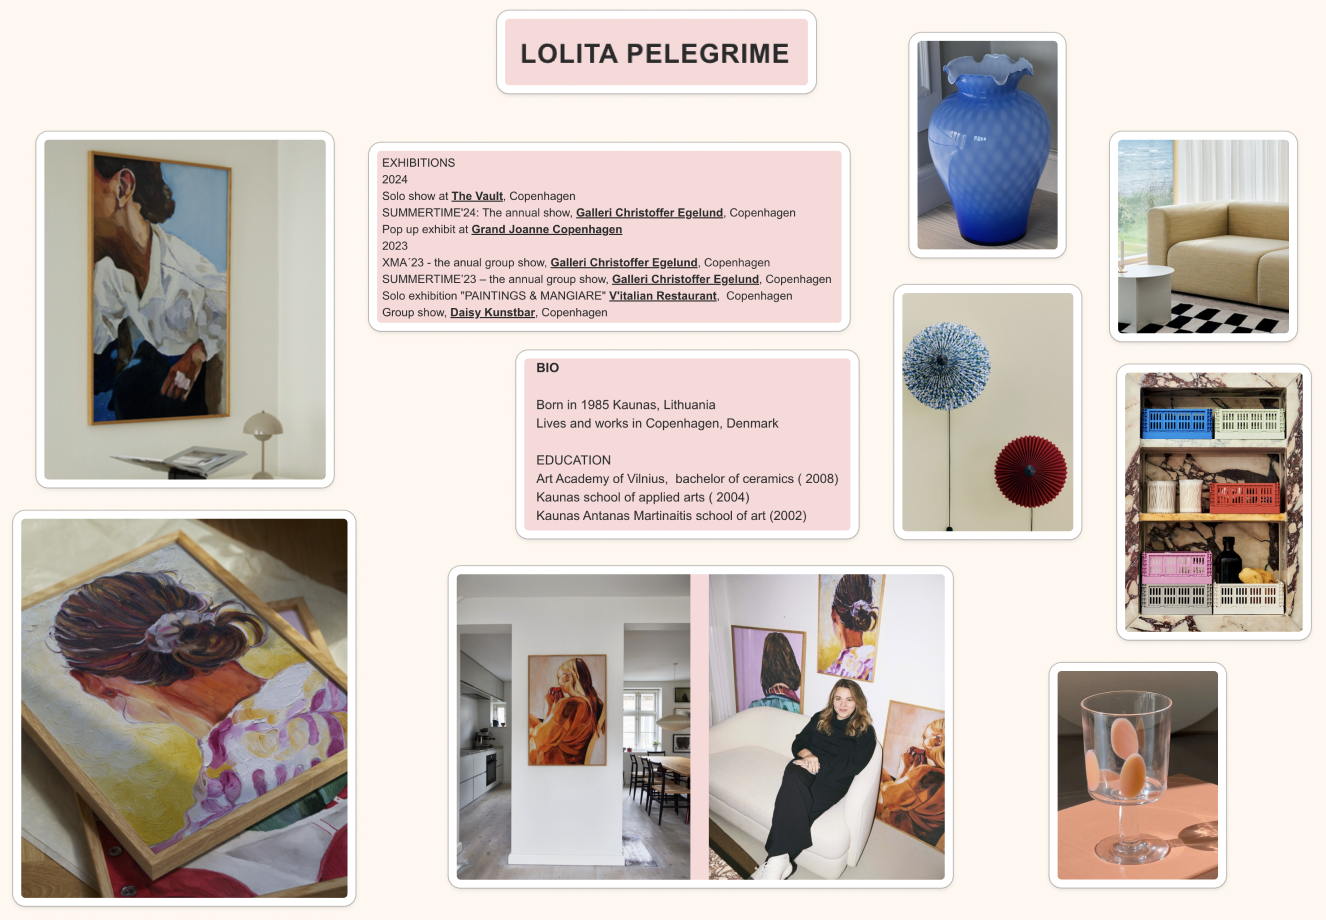 LOLITA PELEGRIME
EXHIBITIONS
2024
Solo show at The Vault, Copenhagen
SUMMERTIME'24: The annual show, Galleri Christoffer Egelund, Copenhagen
Pop up exhibit at Grand Joanne Copenhagen
2023
XMA´23 - the anual group show, Galleri Christoffer Egelund, Copenhagen
SUMMERTIME´23 – the annual group show, Galleri Christoffer Egelund, Copenhagen
Solo exhibition "PAINTINGS & MANGIARE" V'italian Restaurant, Copenhagen
Group show, Daisy Kunstbar, Copenhagen
BIO
Born in 1985 Kaunas, Lithuania
Lives and works in Copenhagen, Denmark
EDUCATION
Art Academy of Vilnius, bachelor of ceramics ( 2008)
Kaunas school of applied arts ( 2004)
Kaunas Antanas Martinaitis school of art (2002)